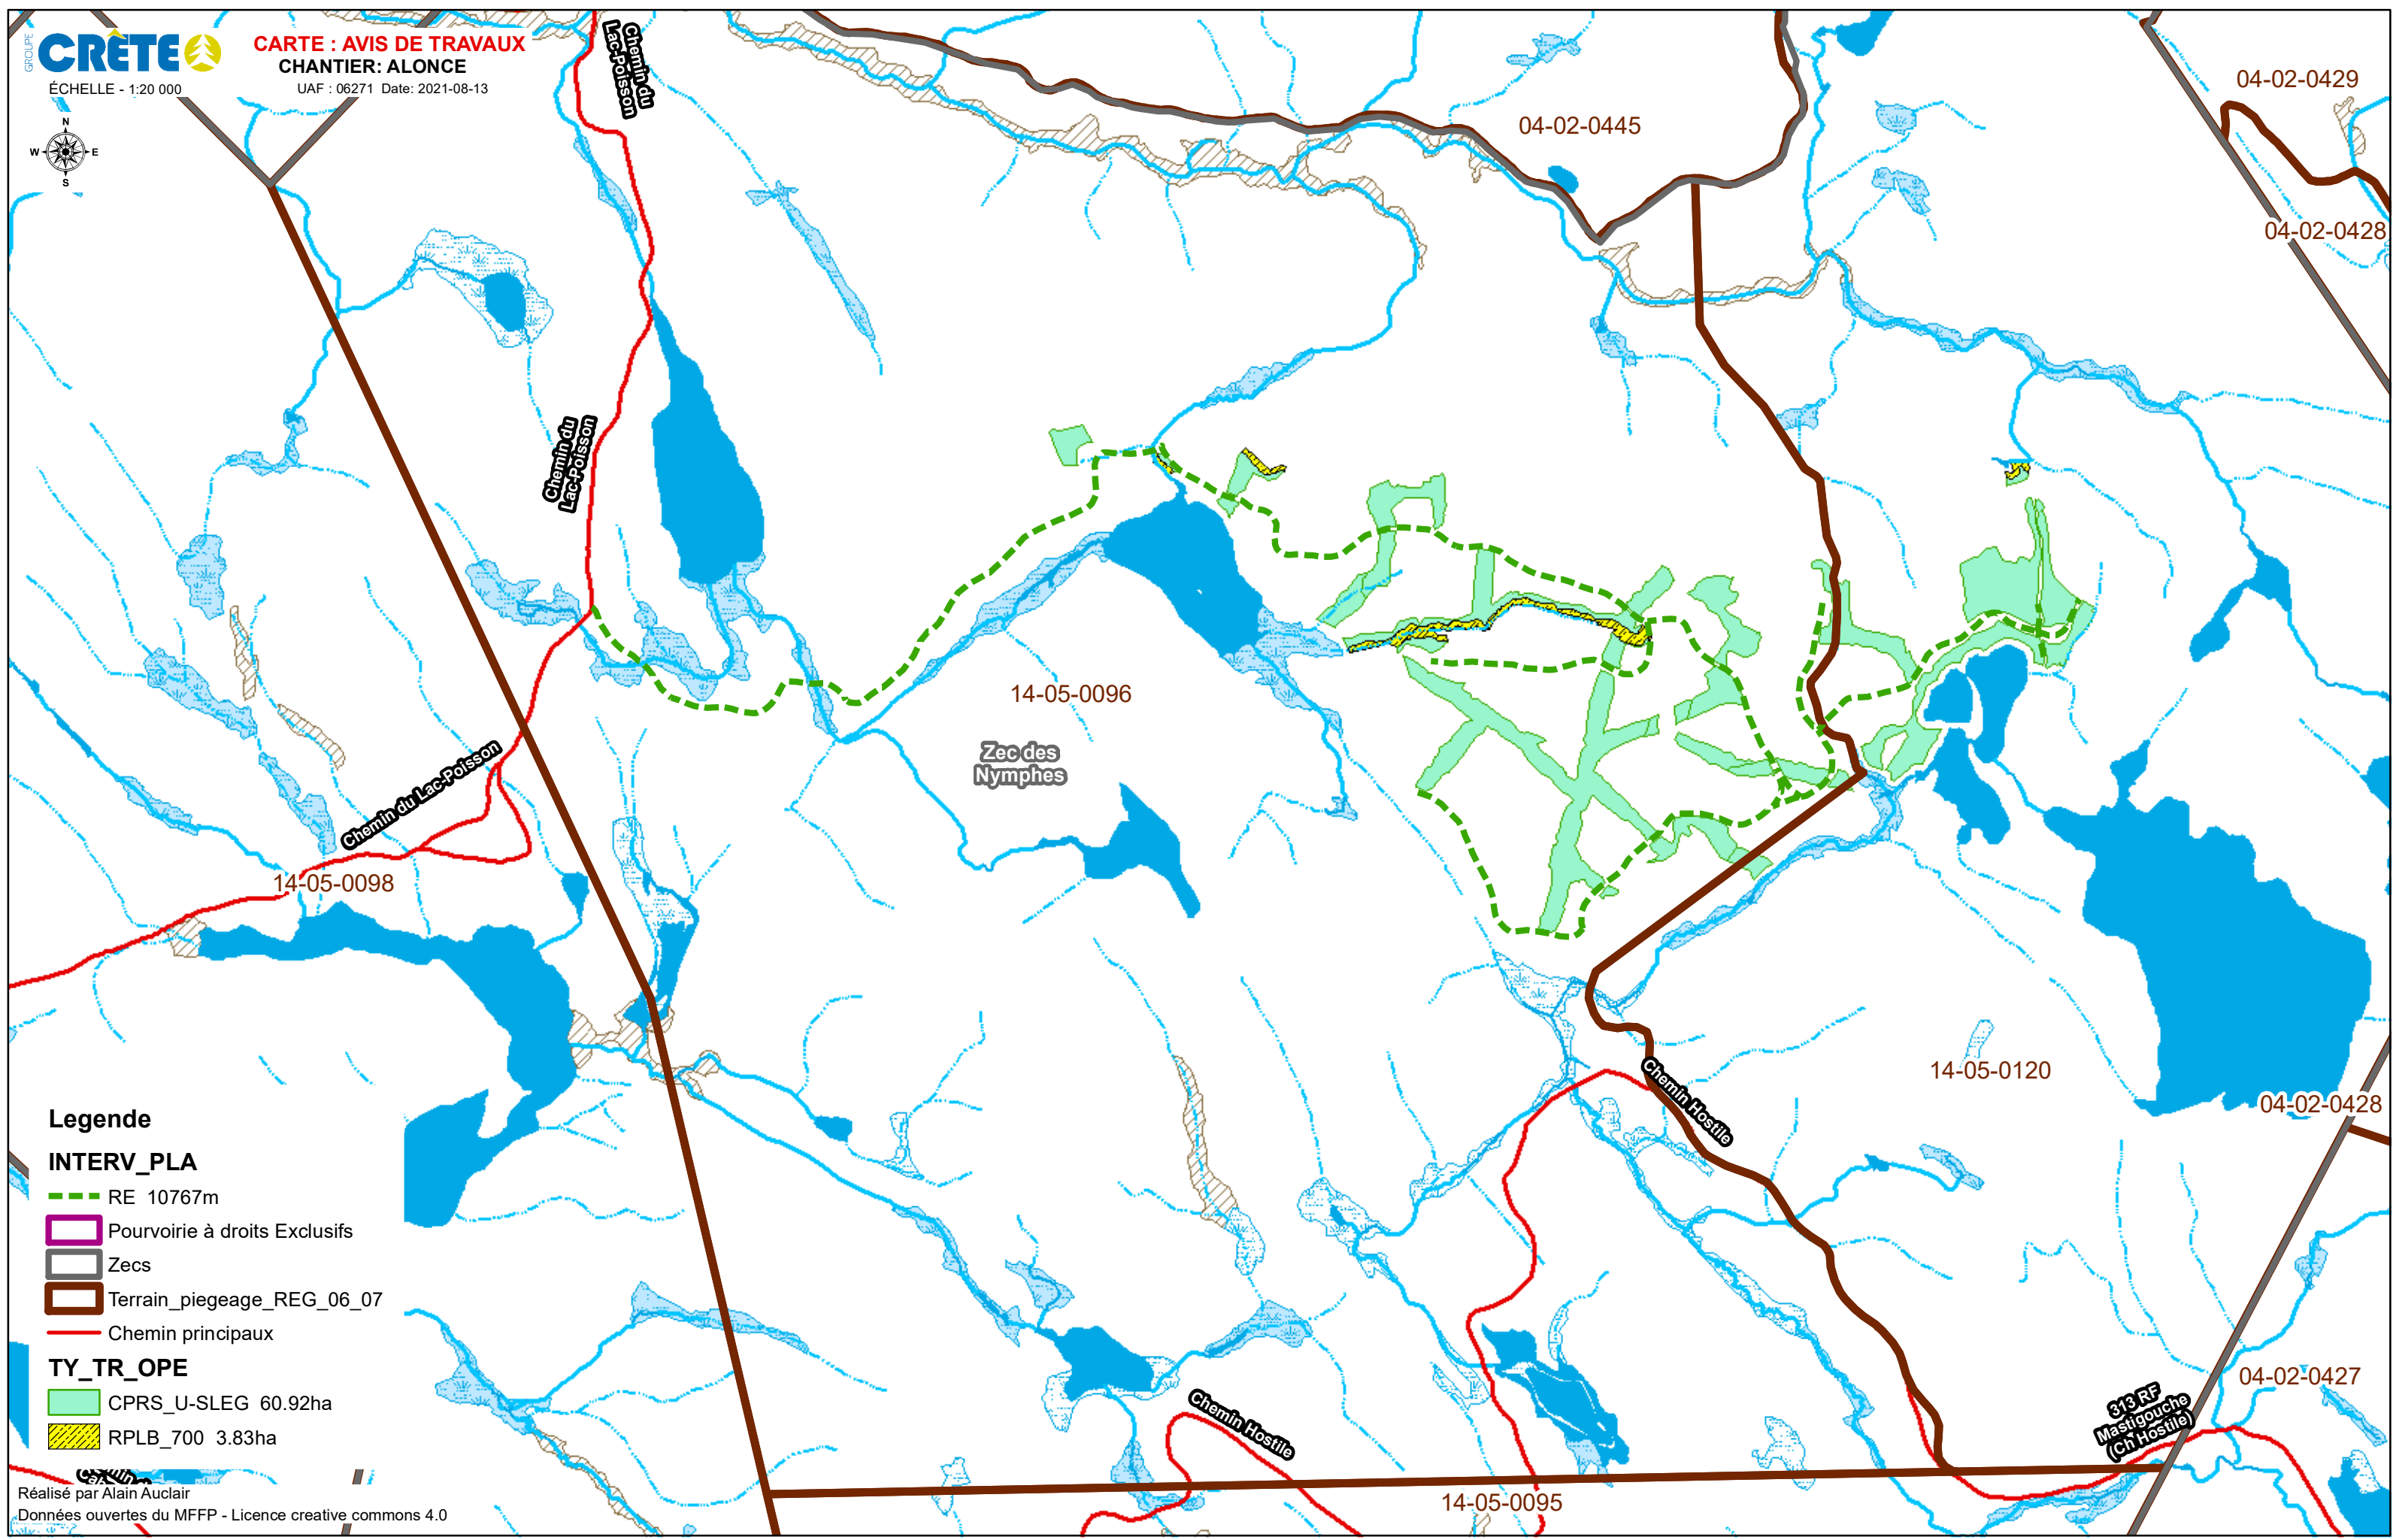 GROUPE
CRÊTE
ÉCHELLE - 1:20 000
CARTE : AVIS DE TRAVAUX
CHANTIER: ALONCE
UAF : 06271 Date: 2021-08-13
N
W E
S
Chemin du
Lac-Poisson
04-02-0445
04-02-0429
04-02-0428
Chemin du
Lac-Poisson
14-05-0096
Zec des
Nymphes
Chemin du Lac-Poisson
14-05-0098
14-05-0120
Chemin Hostile
04-02-0428
Legende
INTERV_PLA
RE 10767m
Pourvoirie à droits Exclusifs
Zecs
Terrain_piegeage_REG_06_07
Chemin principaux
TY_TR_OPE
CPRS_U-SLEG 60.92ha
RPLB_700 3.83ha
04-02-0427
313 RF
Mastigouche
(Ch Hostile)
Chemin Hostile
14-05-0095
Réalisé par Alain Auclair
Données ouvertes du MFFP - Licence creative commons 4.0